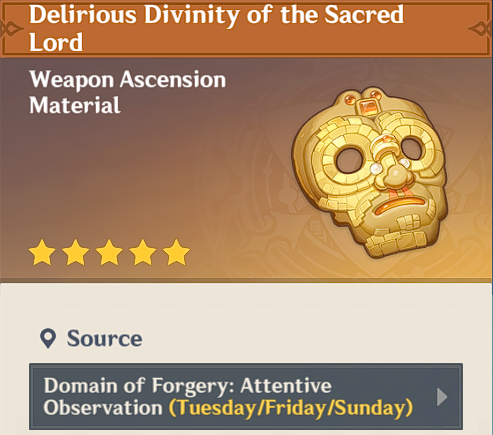 Delirious Divinity of the Sacred
Lord
Weapon Ascension
Material
Source
Domain of Forgery: Attentive
Observation (Tuesday/Friday/Sunday)